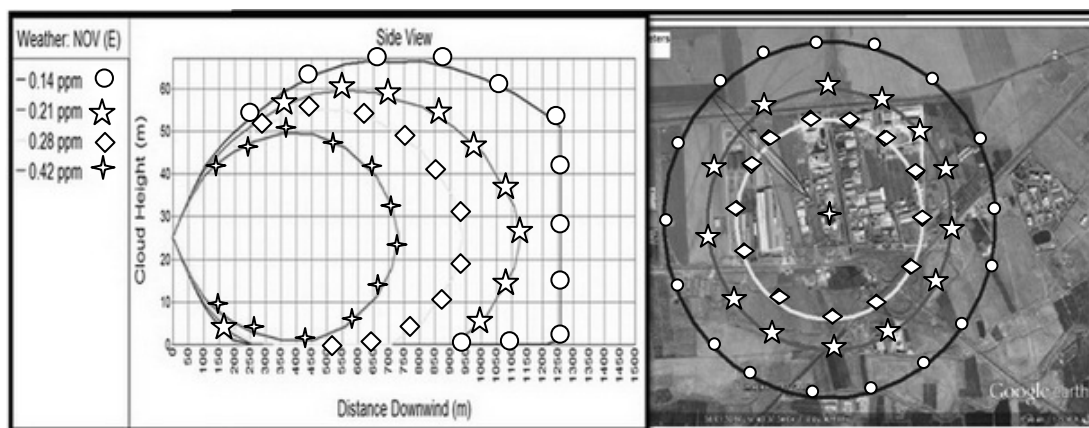 Weather: NOV (E)
0.14 ppm
0.21 ppm
0.28 ppm
0.42 ppm
Side View
Cloud Height (m)
60
50
40
30
20
10
0
0 50 100 150 200 250 300 350 400 450 500 550 600 650 700 750 800 850 900 950 1000 1050 1100 1150 1200 1250 1300 1350 1400 1450 1500
Distance Downwind (m)
Google earth